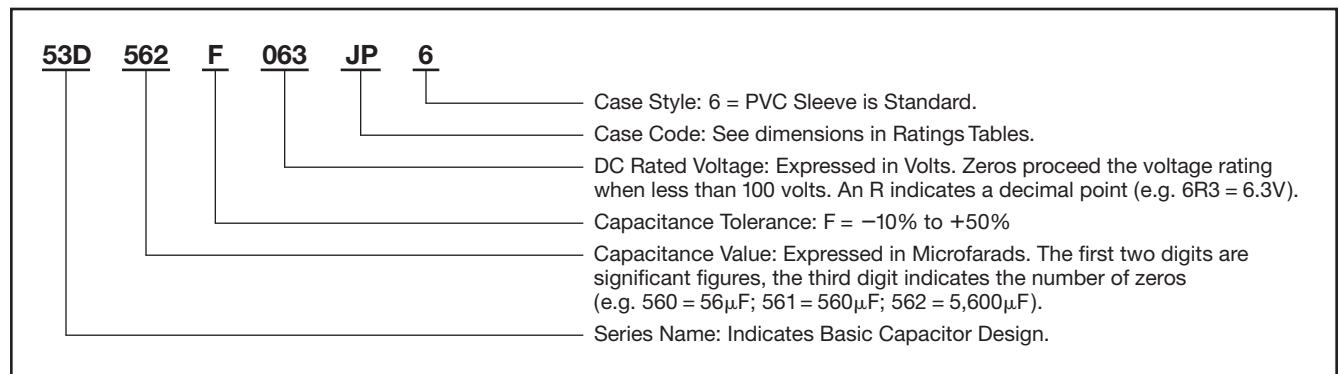 53D 562 F 063 JP 6
Case Style: 6 = PVC Sleeve is Standard.
Case Code: See dimensions in Ratings Tables.
DC Rated Voltage: Expressed in Volts. Zeros proceed the voltage rating
when less than 100 volts. An R indicates a decimal point (e.g. 6R3 = 6.3V).
Capacitance Tolerance: F = −10% to +50%
Capacitance Value: Expressed in Microfarads. The first two digits are
significant figures, the third digit indicates the number of zeros
(e.g. 560 = 56µF; 561 = 560µF; 562 = 5,600µF).
Series Name: Indicates Basic Capacitor Design.